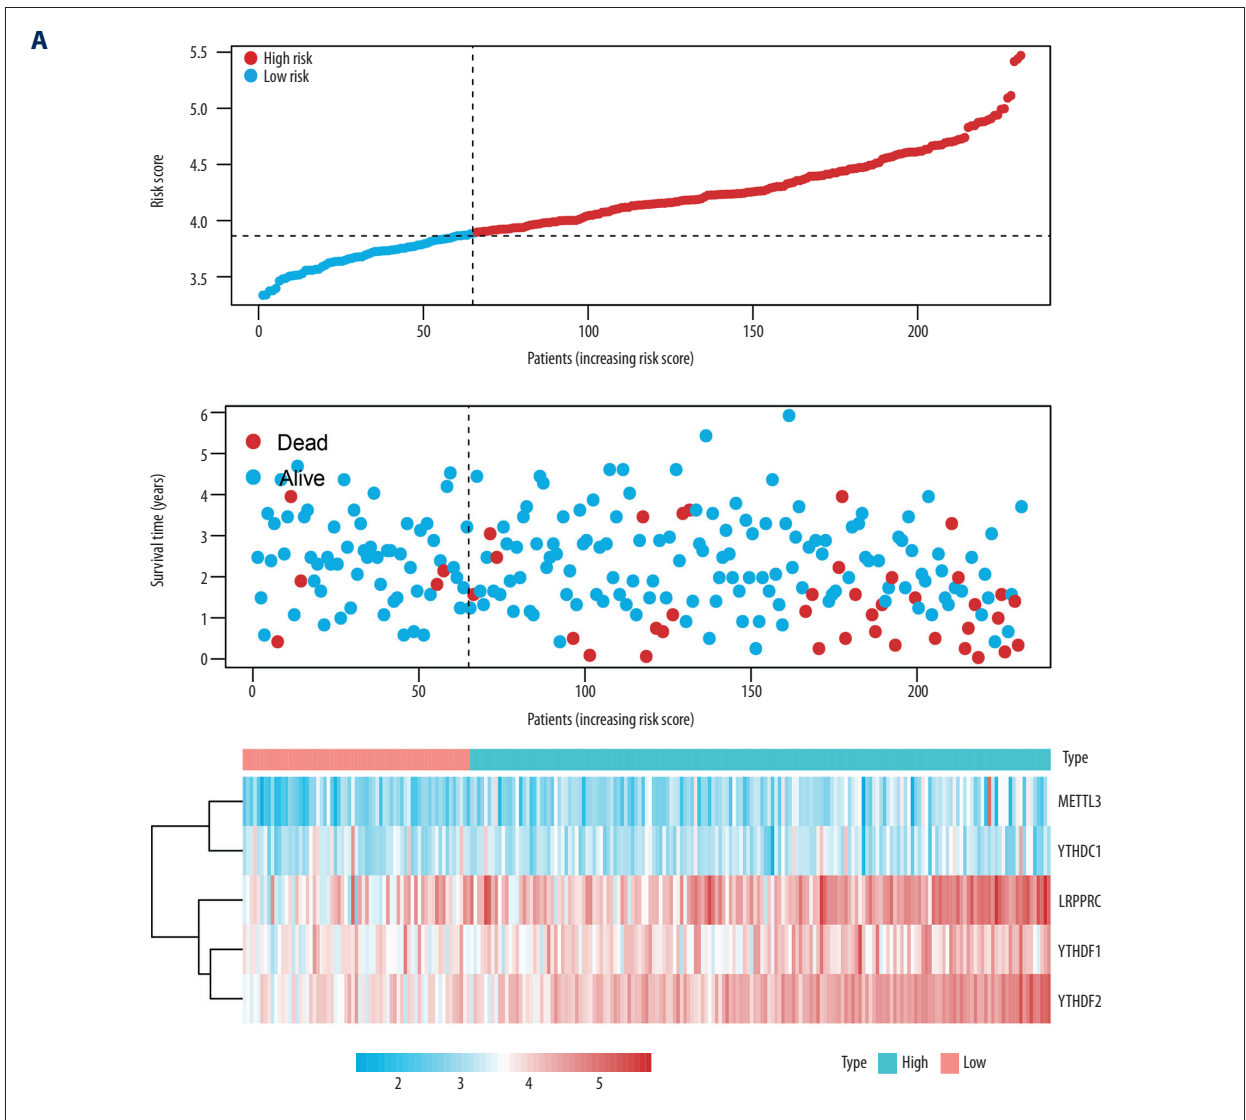 A
5.5
5.0
4.5
4.0
3.5
Risk score
High risk
Low risk
0 50 100 150 200
Patients (increasing risk score)
6
5
4
3
2
1
0
Survival time (years)
Dead
Alive
0 50 100 150 200
Patients (increasing risk score)
Type
METTL3
YTHDC1
LRPPRC
YTHDF1
YTHDF2
2 3 4 5
Type High Low